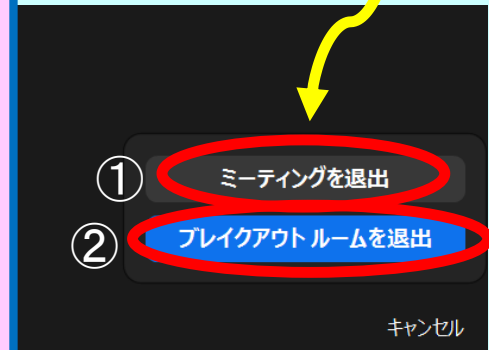 ① ミーティングを退出
② ブレイクアウト ルームを退出
キャンセル